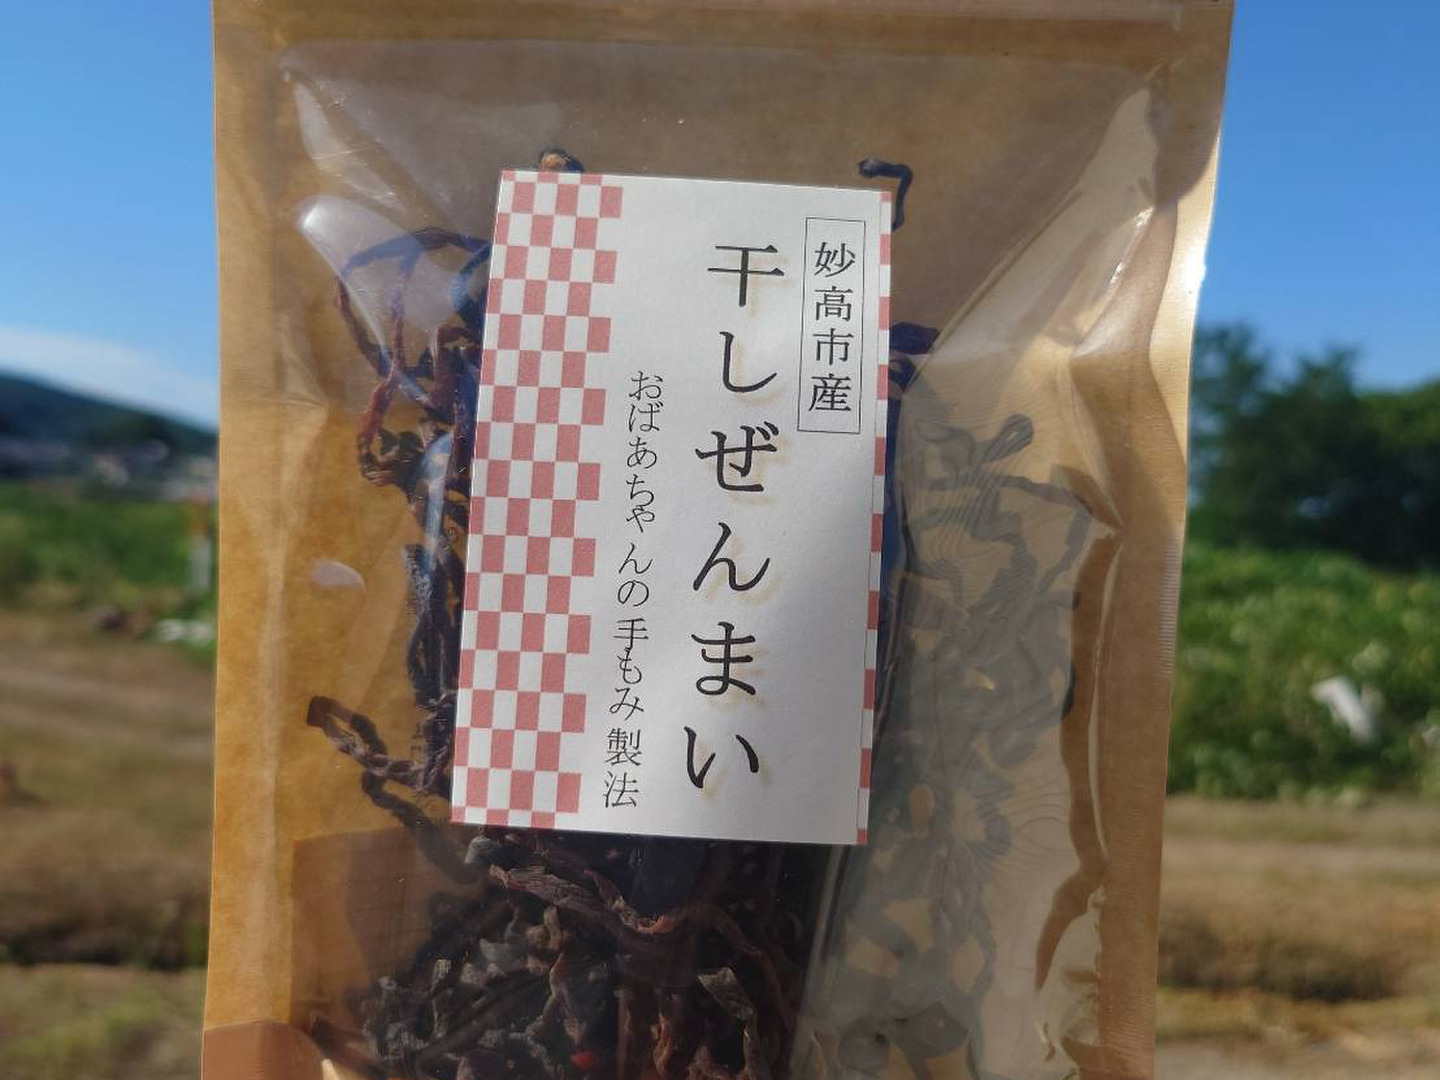 妙高市産
干しぜんまい
おばあちゃんの手もみ製法